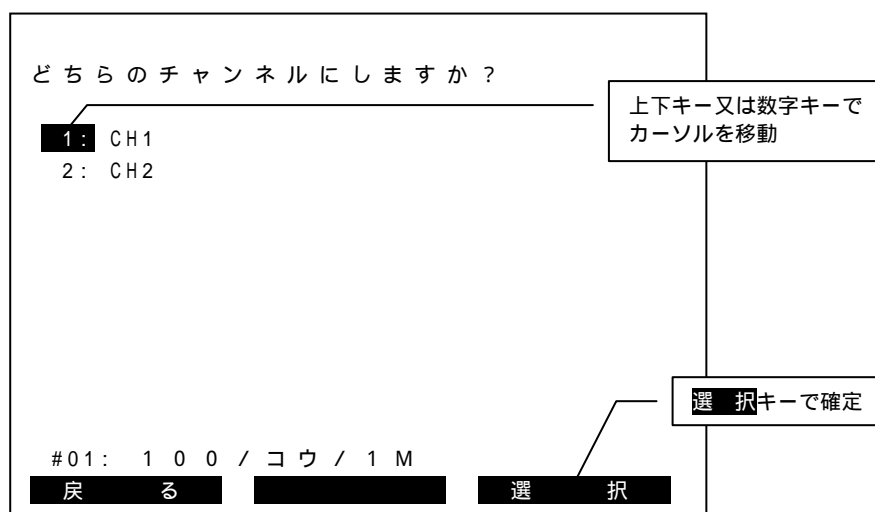 どちらのチャンネルにしますか?
上下キー又は数字キーで
カーソルを移動
1: CH1
2: CH2
選 択キーで確定
#01: 100/コウ/1M
戻 る 選 択